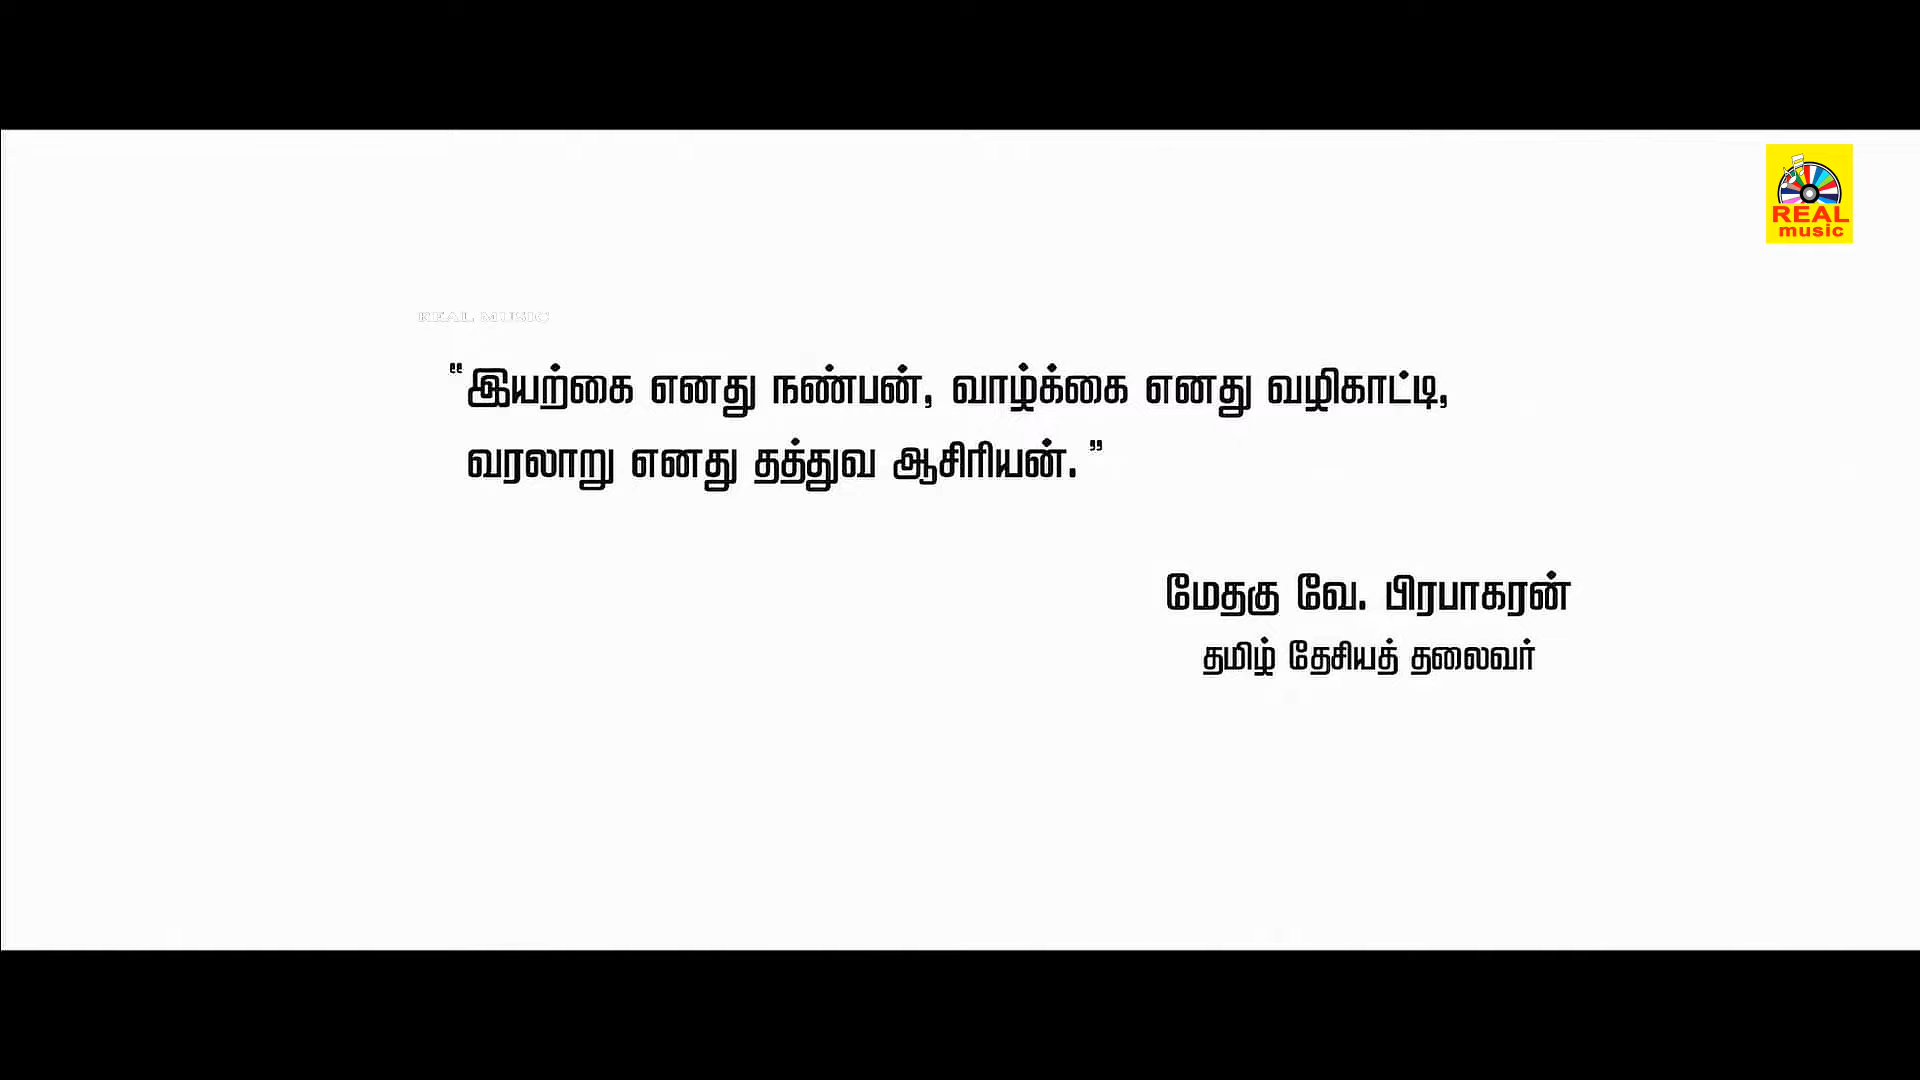 REAL
music
REAL MUSIC
“இயற்கை எனது நண்பன், வாழ்க்கை எனது வழிகாட்டி,
வரலாறு எனது தத்துவ ஆசிரியன்.”
மேதகு வே. பிரபாகரன்
தமிழ் தேசியத் தலைவர்